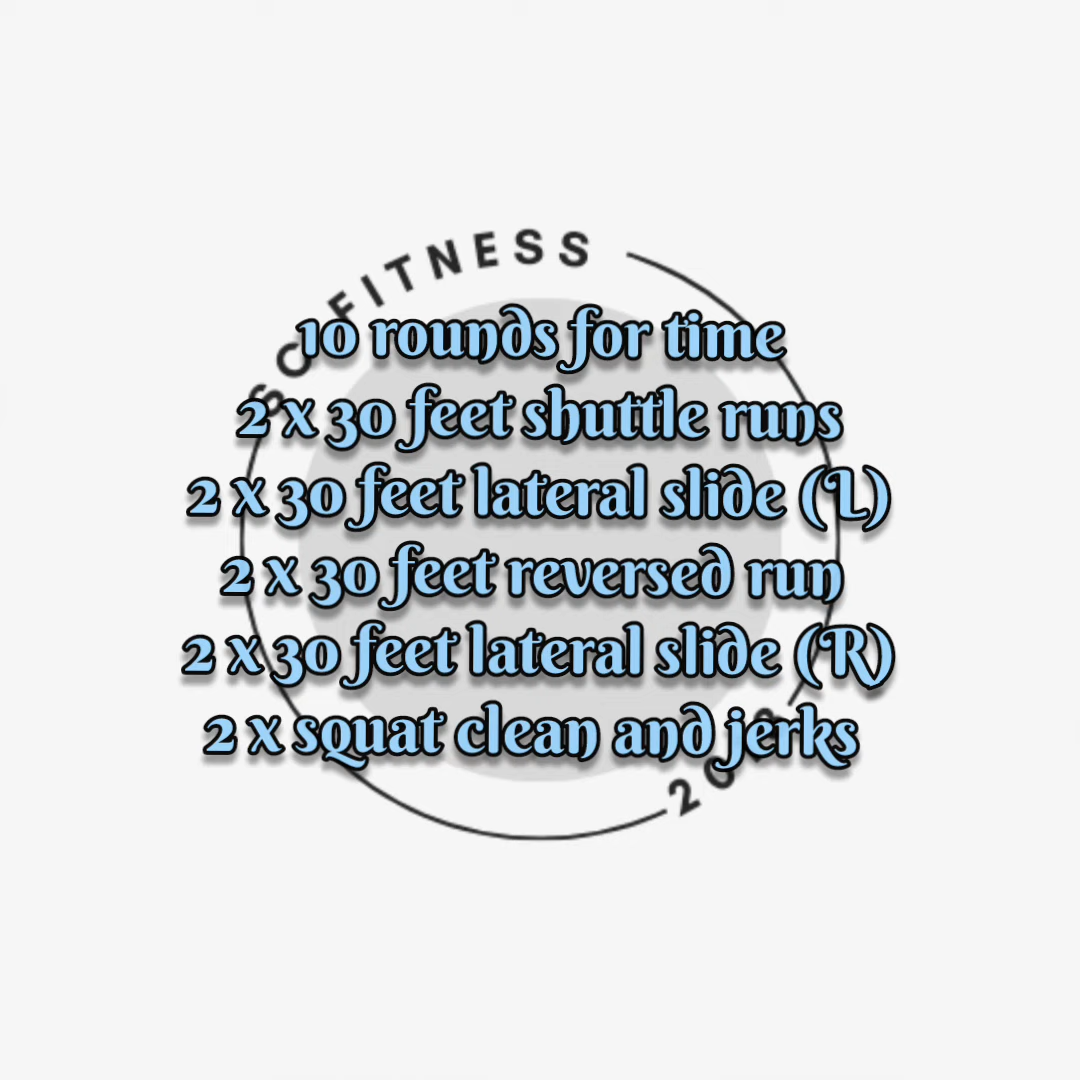 FITNESS
10 rounds for time
2 x 30 feet shuttle runs
2 x 30 feet lateral slide (L)
2 x 30 feet reversed run
2 x 30 feet lateral slide (R)
2 x squat clean and jerks